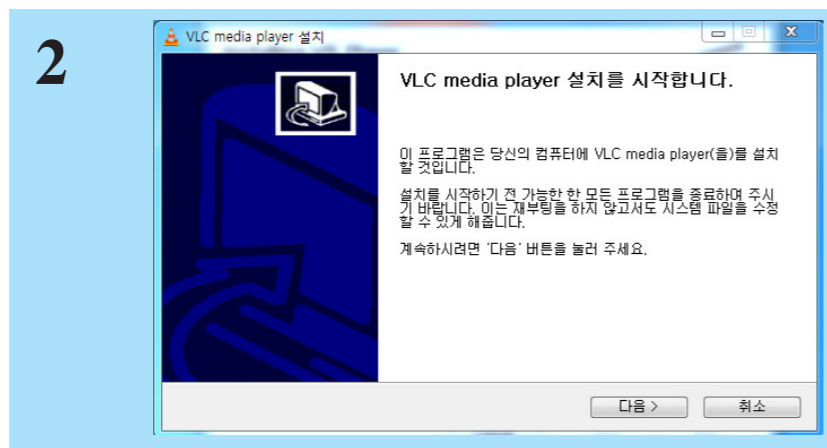 2
VLC media player 설치
VLC media player 설치를 시작합니다.
이 프로그램은 당신의 컴퓨터에 VLC media player(을)를 설치
할 것입니다.
설치를 시작하기 전 가능한 한 모든 프로그램을 종료하여 주시
기 바랍니다. 이는 재부팅을 하지 않고서도 시스템 파일을 수정
할 수 있게 해줍니다.
계속하시려면 '다음' 버튼을 눌러 주세요.
다음 >
취소